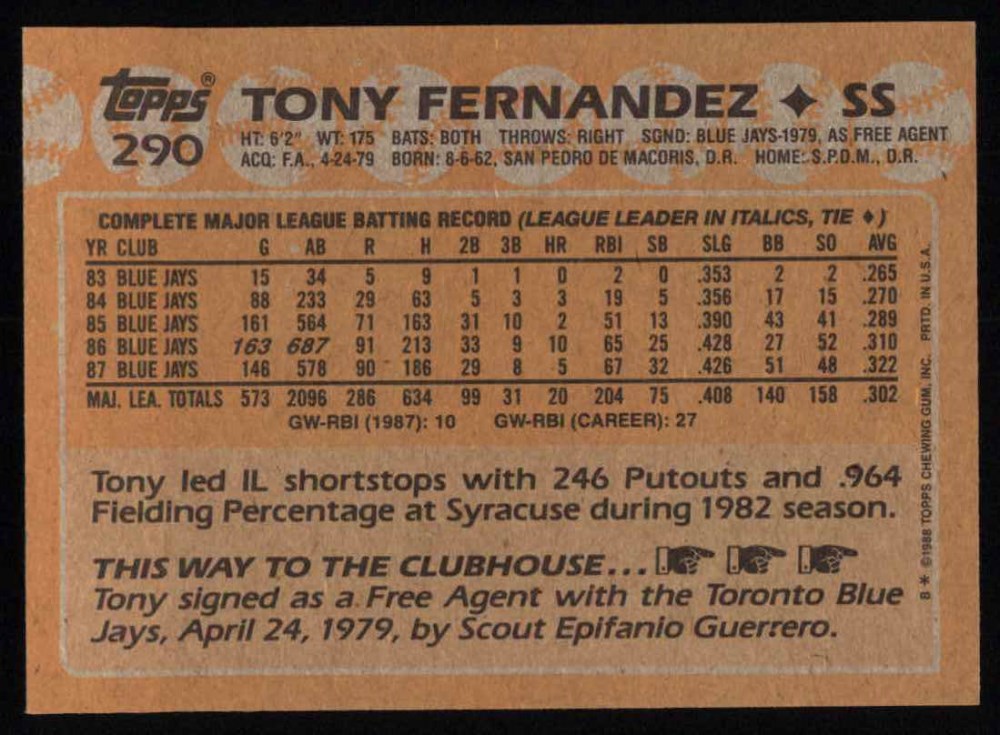 Topps® TONY FERNANDEZ ♦ SS
290 HT: 6'2" WT: 175 BATS: BOTH THROWS: RIGHT SGND: BLUE JAYS-1979, AS FREE AGENT
ACQ: F.A., 4-24-79 BORN: 8-6-62, SAN PEDRO DE MACORIS, D.R. HOME: S.P.D.M., D.R.
COMPLETE MAJOR LEAGUE BATTING RECORD (LEAGUE LEADER IN ITALICS, TIE ♦)
YR CLUB G AB R H 2B 3B HR RBI SB SLG BB SO AVG
83 BLUE JAYS 15 34 5 9 1 1 0 2 0 .353 2 2 .265
84 BLUE JAYS 88 233 29 63 5 3 3 19 5 .356 17 15 .270
85 BLUE JAYS 161 564 71 163 31 10 2 51 13 .390 43 41 .289
86 BLUE JAYS 163 687 91 213 33 9 10 65 25 .428 27 52 .310
87 BLUE JAYS 146 578 90 186 29 8 5 67 32 .426 51 48 .322
MAJ. LEA. TOTALS 573 2096 286 634 99 31 20 204 75 .408 140 158 .302
GW-RBI (1987): 10 GW-RBI (CAREER): 27
Tony led IL shortstops with 246 Putouts and .964
Fielding Percentage at Syracuse during 1982 season.
THIS WAY TO THE CLUBHOUSE...
Tony signed as a Free Agent with the Toronto Blue
Jays, April 24, 1979, by Scout Epifanio Guerrero.
8 * ©1988 TOPPS CHEWING GUM, INC. PRTD. IN U.S.A.